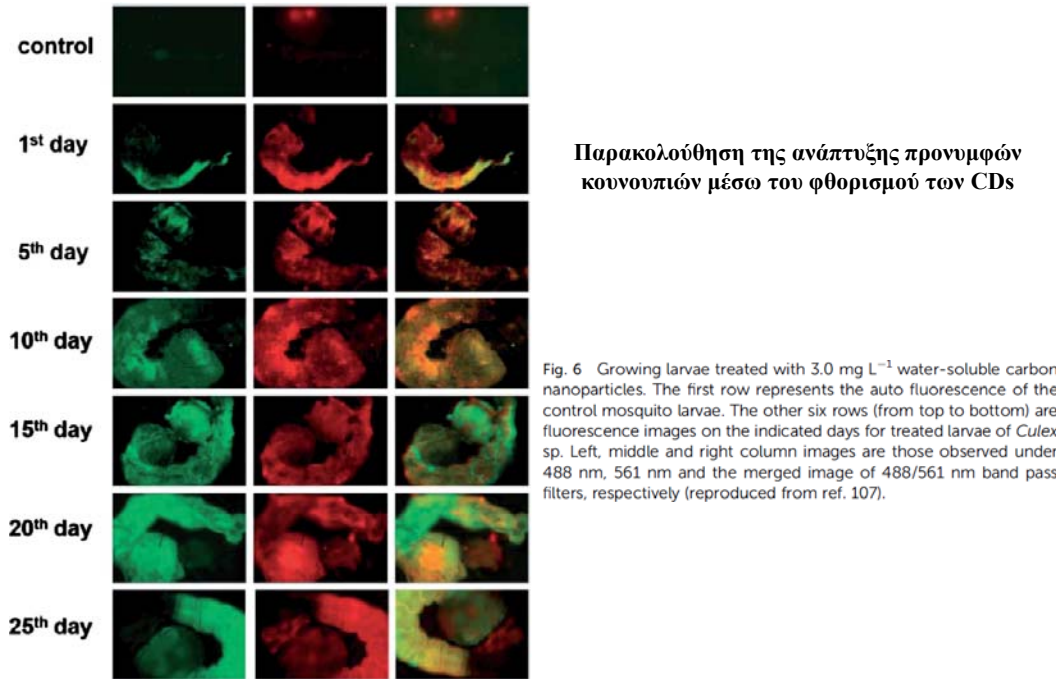 control
1st day
5th day
10th day
15th day
20th day
25th day
Παρακολούθηση της ανάπτυξης προνυμφών
κουνουπιών μέσω του φθορισμού των CDs
Fig. 6 Growing larvae treated with 3.0 mg L⁻¹ water-soluble carbon
nanoparticles. The first row represents the auto fluorescence of the
control mosquito larvae. The other six rows (from top to bottom) are
fluorescence images on the indicated days for treated larvae of Culex
sp. Left, middle and right column images are those observed under
488 nm, 561 nm and the merged image of 488/561 nm band pass
filters, respectively (reproduced from ref. 107).